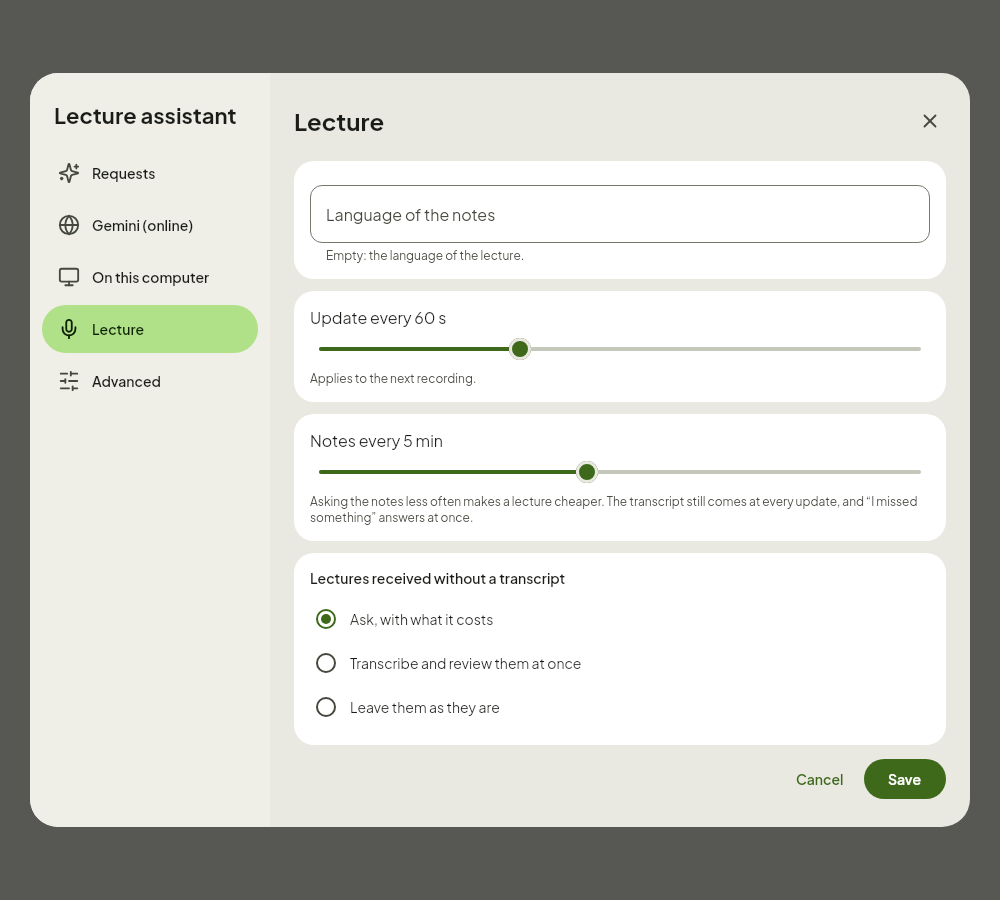 Lecture assistant
Requests
Gemini (online)
On this computer
Lecture
Advanced
Lecture
Language of the notes
Empty: the language of the lecture.
Update every 60 s
Applies to the next recording.
Notes every 5 min
Asking the notes less often makes a lecture cheaper. The transcript still comes at every update, and “I missed
something” answers at once.
Lectures received without a transcript
Ask, with what it costs
Transcribe and review them at once
Leave them as they are
Cancel
Save